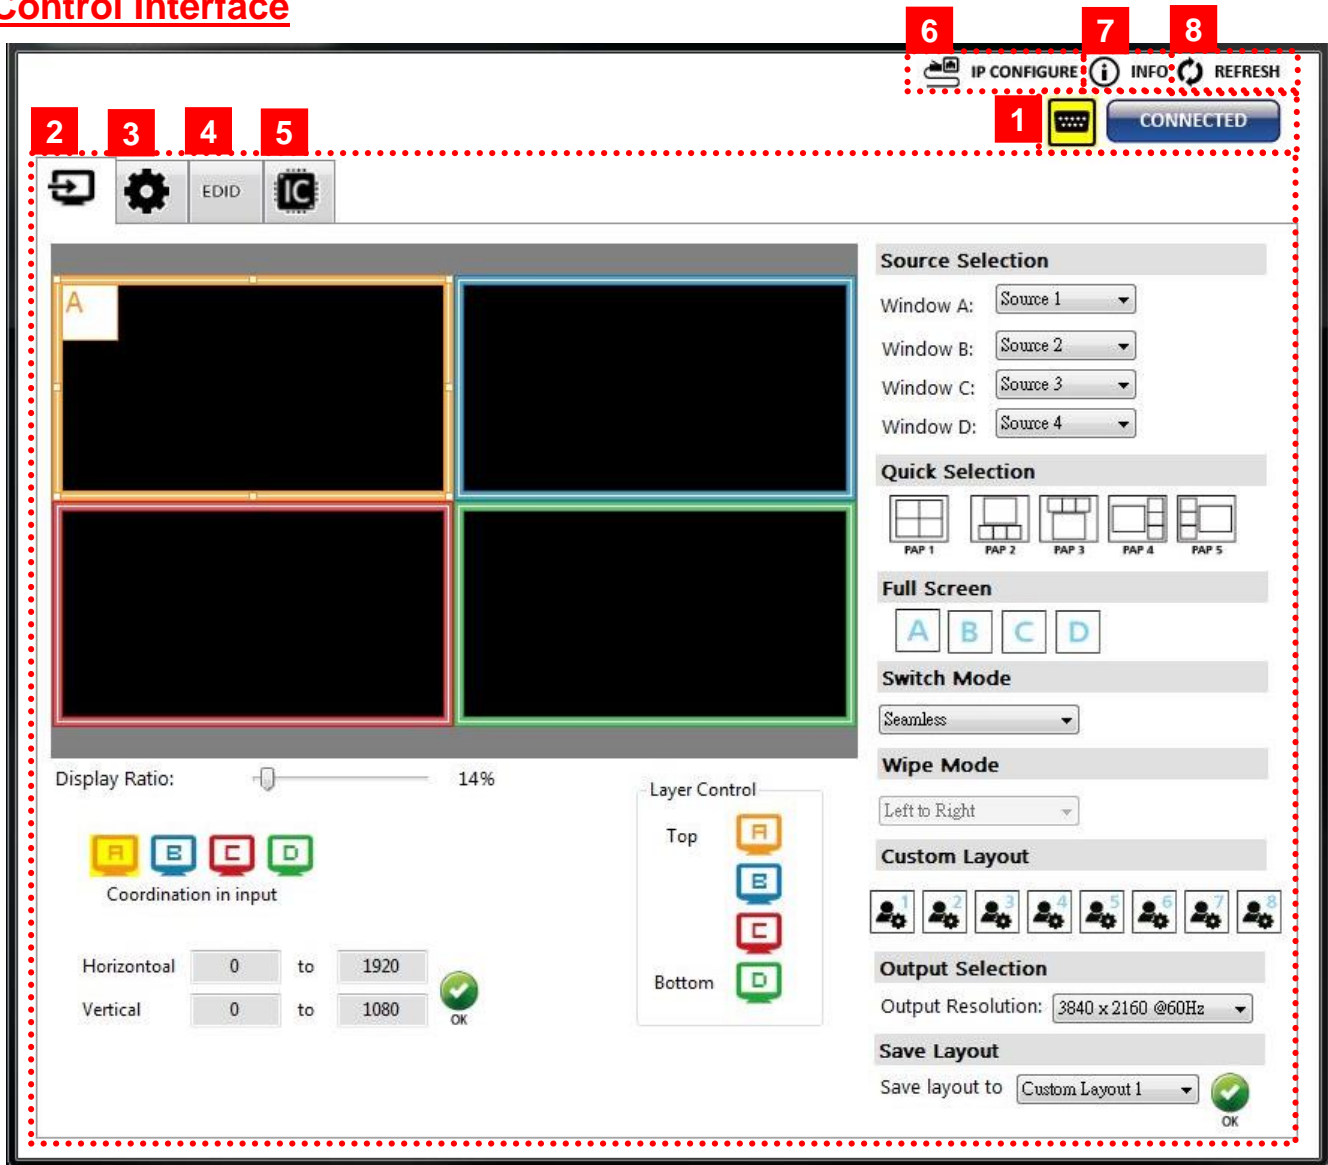 Control Interface
6 7 8
IP CONFIGURE INFO REFRESH
1 CONNECTED
2 3 4 5
EDID IC
A
Source Selection
Window A: Source 1
Window B: Source 2
Window C: Source 3
Window D: Source 4
Quick Selection
PAP 1 PAP 2 PAP 3 PAP 4 PAP 5
Full Screen
A B C D
Switch Mode
Seamless
Wipe Mode
Left to Right
Custom Layout
1 2 3 4 5 6 7 8
Output Selection
Output Resolution: 3840 x 2160 @60Hz
Save Layout
Save layout to Custom Layout 1
OK
Display Ratio: 14%
A B C D
Coordination in input
Horizontoal 0 to 1920
Vertical 0 to 1080
OK
Layer Control
Top A
B
C
Bottom D